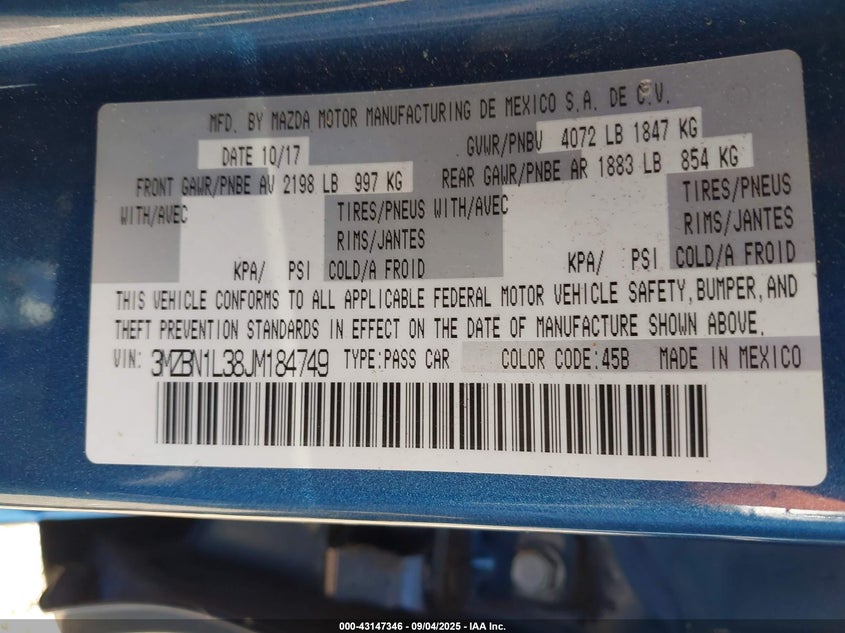 MFD. BY MAZDA MOTOR MANUFACTURING DE MEXICO S.A. DE C.V.
DATE 10/17 GVWR/PNBV 4072 LB 1847 KG
FRONT GAWR/PNBE AV 2198 LB 997 KG REAR GAWR/PNBE AR 1883 LB 854 KG
WITH/AVEC TIRES/PNEUS WITH/AVEC TIRES/PNEUS
RIMS/JANTES RIMS/JANTES
KPA/ PSI COLD/A FROID KPA/ PSI COLD/A FROID
THIS VEHICLE CONFORMS TO ALL APPLICABLE FEDERAL MOTOR VEHICLE SAFETY, BUMPER, AND
THEFT PREVENTION STANDARDS IN EFFECT ON THE DATE OF MANUFACTURE SHOWN ABOVE.
VIN: 3MZBN1L38JM184749 TYPE:PASS CAR COLOR CODE:45B MADE IN MEXICO
000-43147346 - 09/04/2025 - IAA Inc.